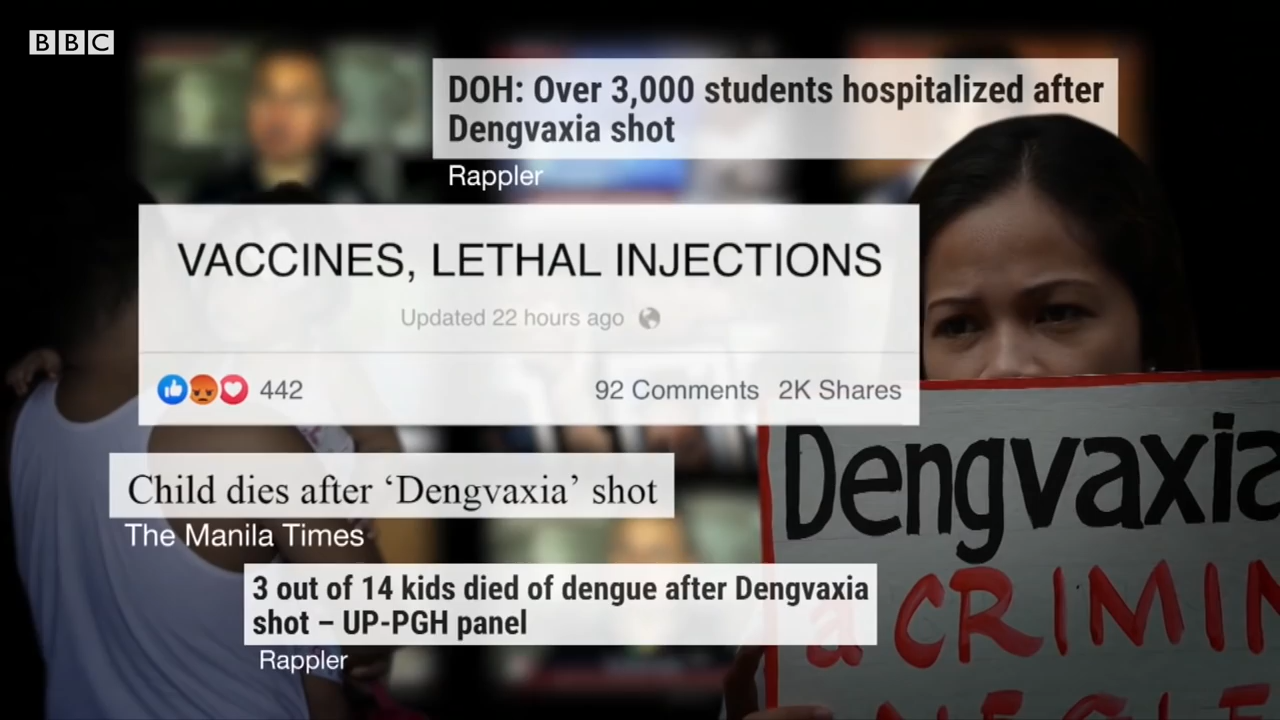 BBC
DOH: Over 3,000 students hospitalized after
Dengvaxia shot
Rappler
VACCINES, LETHAL INJECTIONS
Updated 22 hours ago
442
92 Comments 2K Shares
Child dies after ‘Dengvaxia’ shot
The Manila Times
3 out of 14 kids died of dengue after Dengvaxia
shot – UP-PGH panel
Rappler
Dengvaxia
a CRIMIN